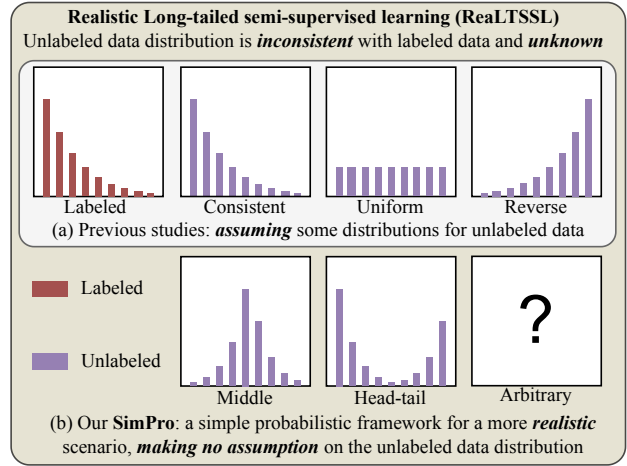 Realistic Long-tailed semi-supervised learning (ReaLTSSL)
Unlabeled data distribution is inconsistent with labeled data and unknown
Labeled
Consistent
Uniform
Reverse
(a) Previous studies: assuming some distributions for unlabeled data
Labeled
Unlabeled
?
Middle
Head-tail
Arbitrary
(b) Our SimPro: a simple probabilistic framework for a more realistic
scenario, making no assumption on the unlabeled data distribution